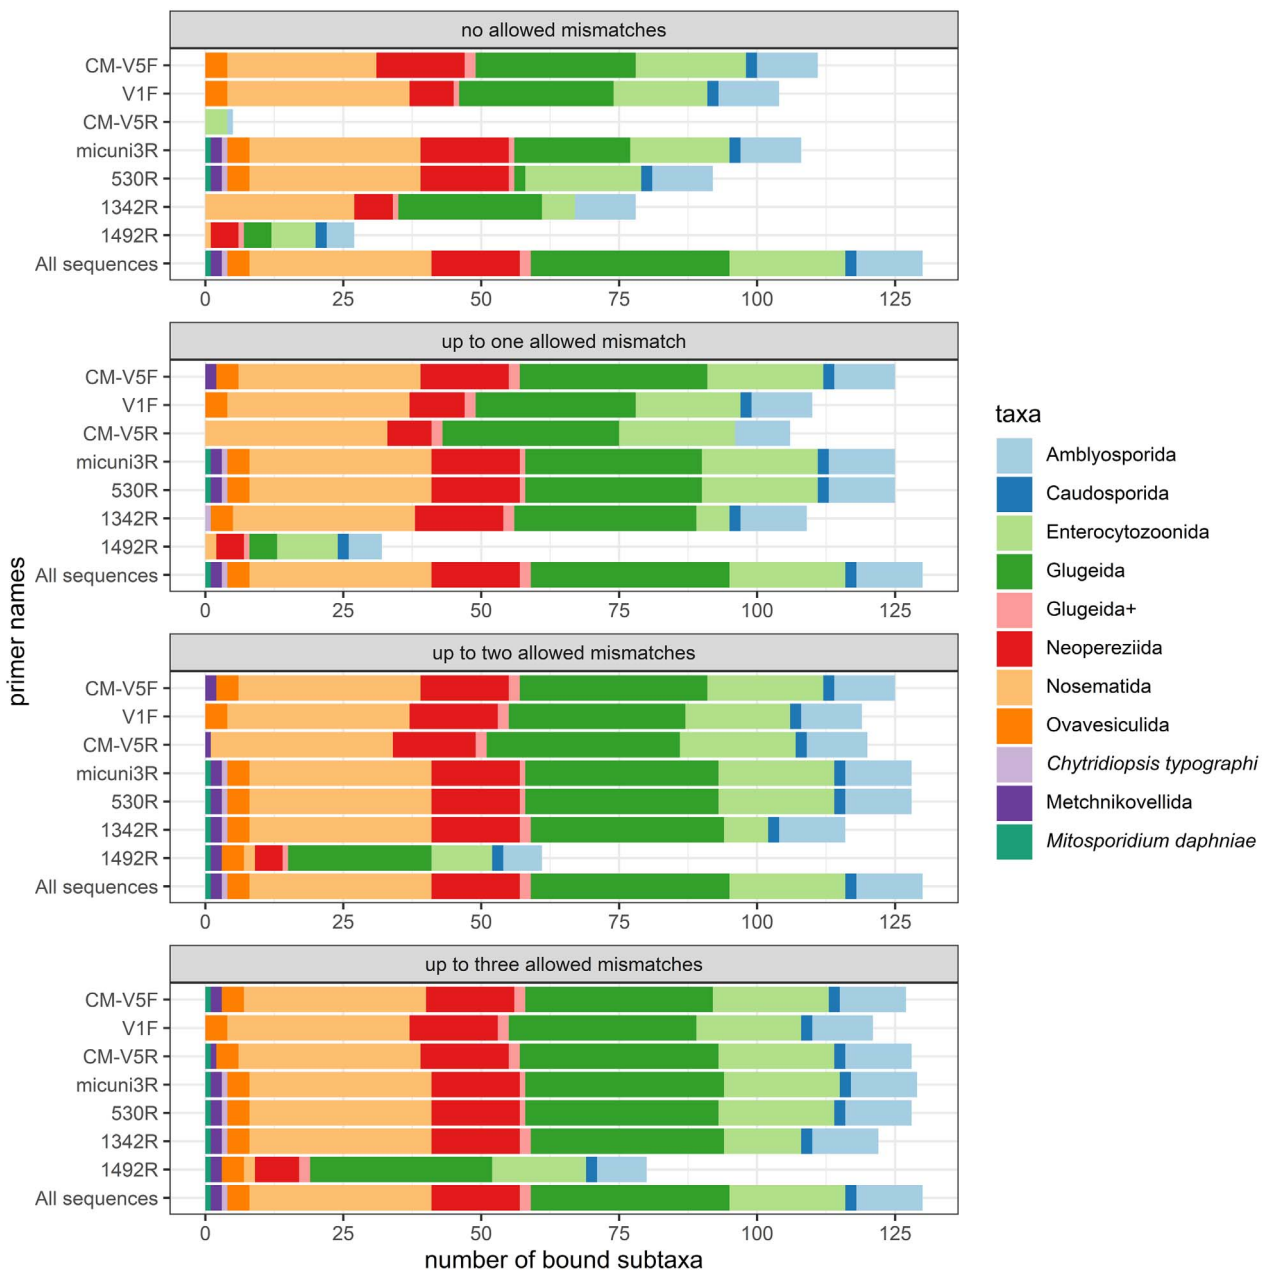 no allowed mismatches
CM-V5F
V1F
CM-V5R
micuni3R
530R
1342R
1492R
All sequences
0 25 50 75 100 125
up to one allowed mismatch
CM-V5F
V1F
CM-V5R
micuni3R
530R
1342R
1492R
All sequences
0 25 50 75 100 125
up to two allowed mismatches
CM-V5F
V1F
CM-V5R
micuni3R
530R
1342R
1492R
All sequences
0 25 50 75 100 125
up to three allowed mismatches
CM-V5F
V1F
CM-V5R
micuni3R
530R
1342R
1492R
All sequences
0 25 50 75 100 125
number of bound subtaxa
primer names
taxa
Amblyosporida
Caudosporida
Enterocytozoonida
Glugeida
Glugeida+
Neopereziida
Nosematida
Ovavesiculida
Chytridiopsis typographi
Metchnikovellida
Mitosporidium daphniae